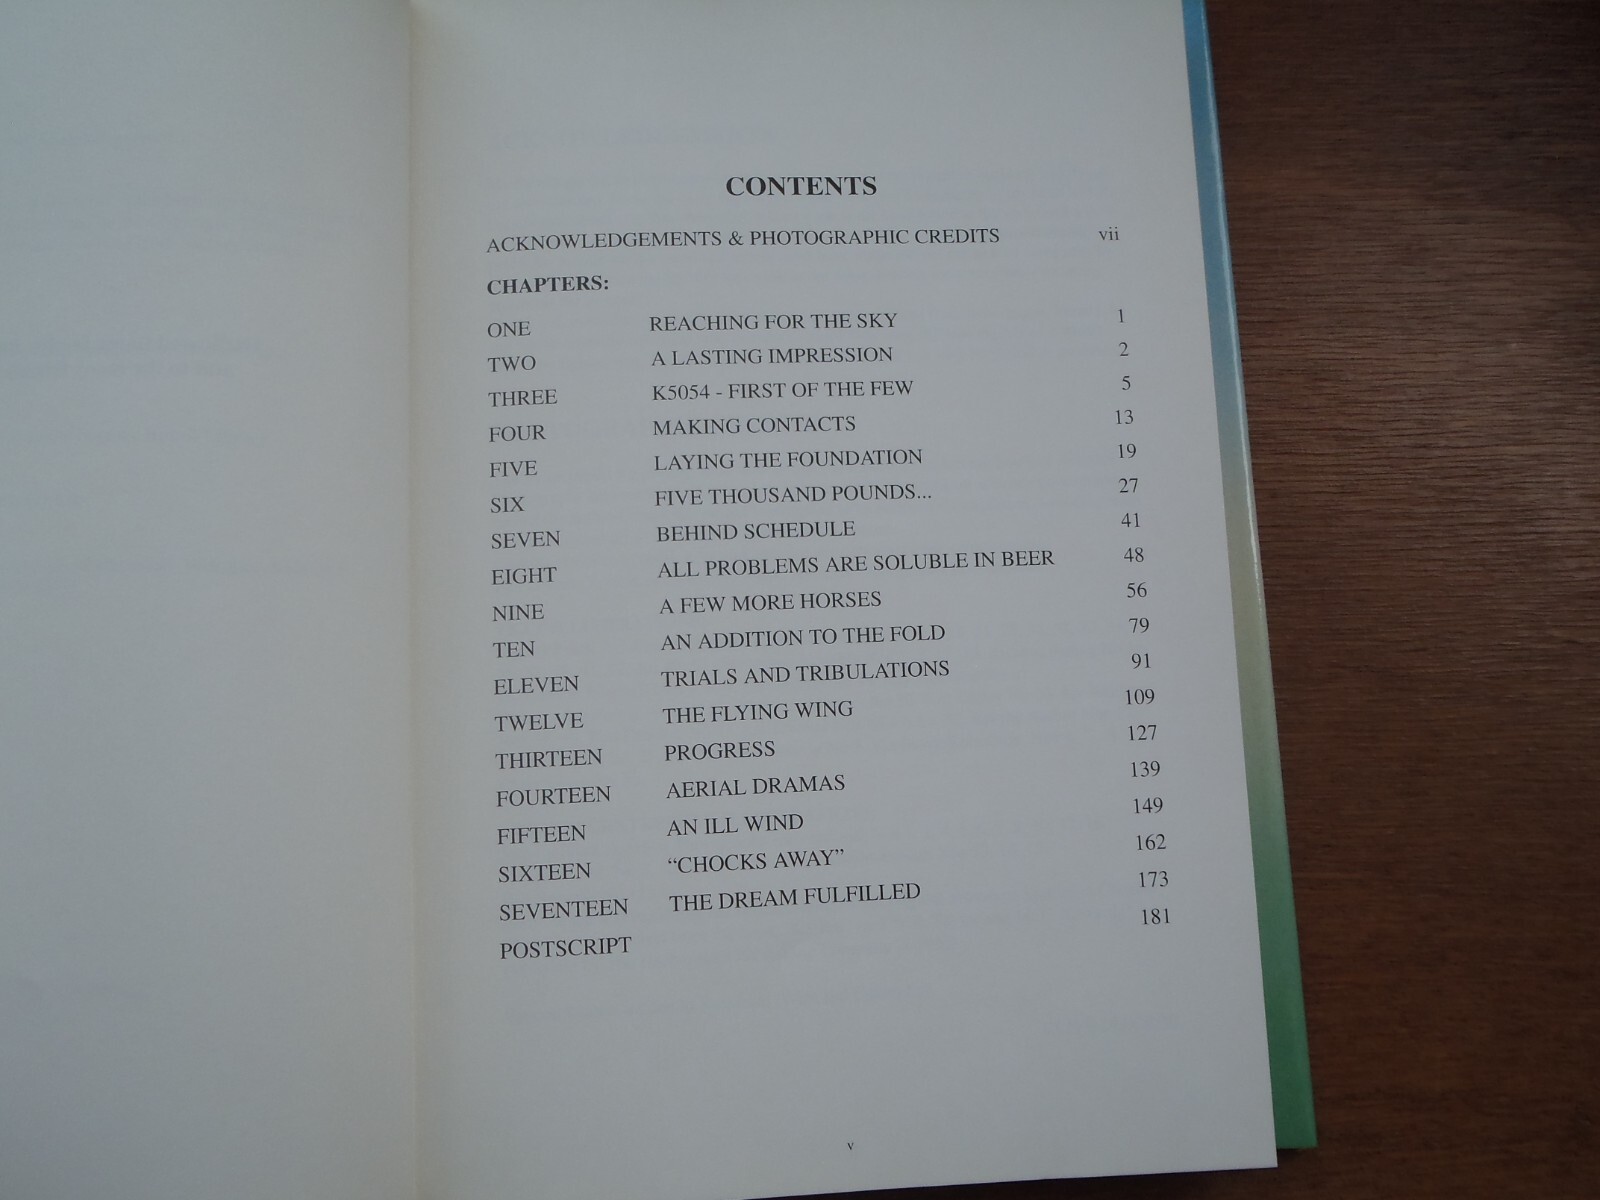 CONTENTS
ACKNOWLEDGEMENTS & PHOTOGRAPHIC CREDITS vii
CHAPTERS:
ONE REACHING FOR THE SKY 1
TWO A LASTING IMPRESSION 2
THREE K5054 - FIRST OF THE FEW 5
FOUR MAKING CONTACTS 13
FIVE LAYING THE FOUNDATION 19
SIX FIVE THOUSAND POUNDS... 27
SEVEN BEHIND SCHEDULE 41
EIGHT ALL PROBLEMS ARE SOLUBLE IN BEER 48
NINE A FEW MORE HORSES 56
TEN AN ADDITION TO THE FOLD 79
ELEVEN TRIALS AND TRIBULATIONS 91
TWELVE THE FLYING WING 109
THIRTEEN PROGRESS 127
FOURTEEN AERIAL DRAMAS 139
FIFTEEN AN ILL WIND 149
SIXTEEN “CHOCKS AWAY” 162
SEVENTEEN THE DREAM FULFILLED 173
POSTSCRIPT 181
v